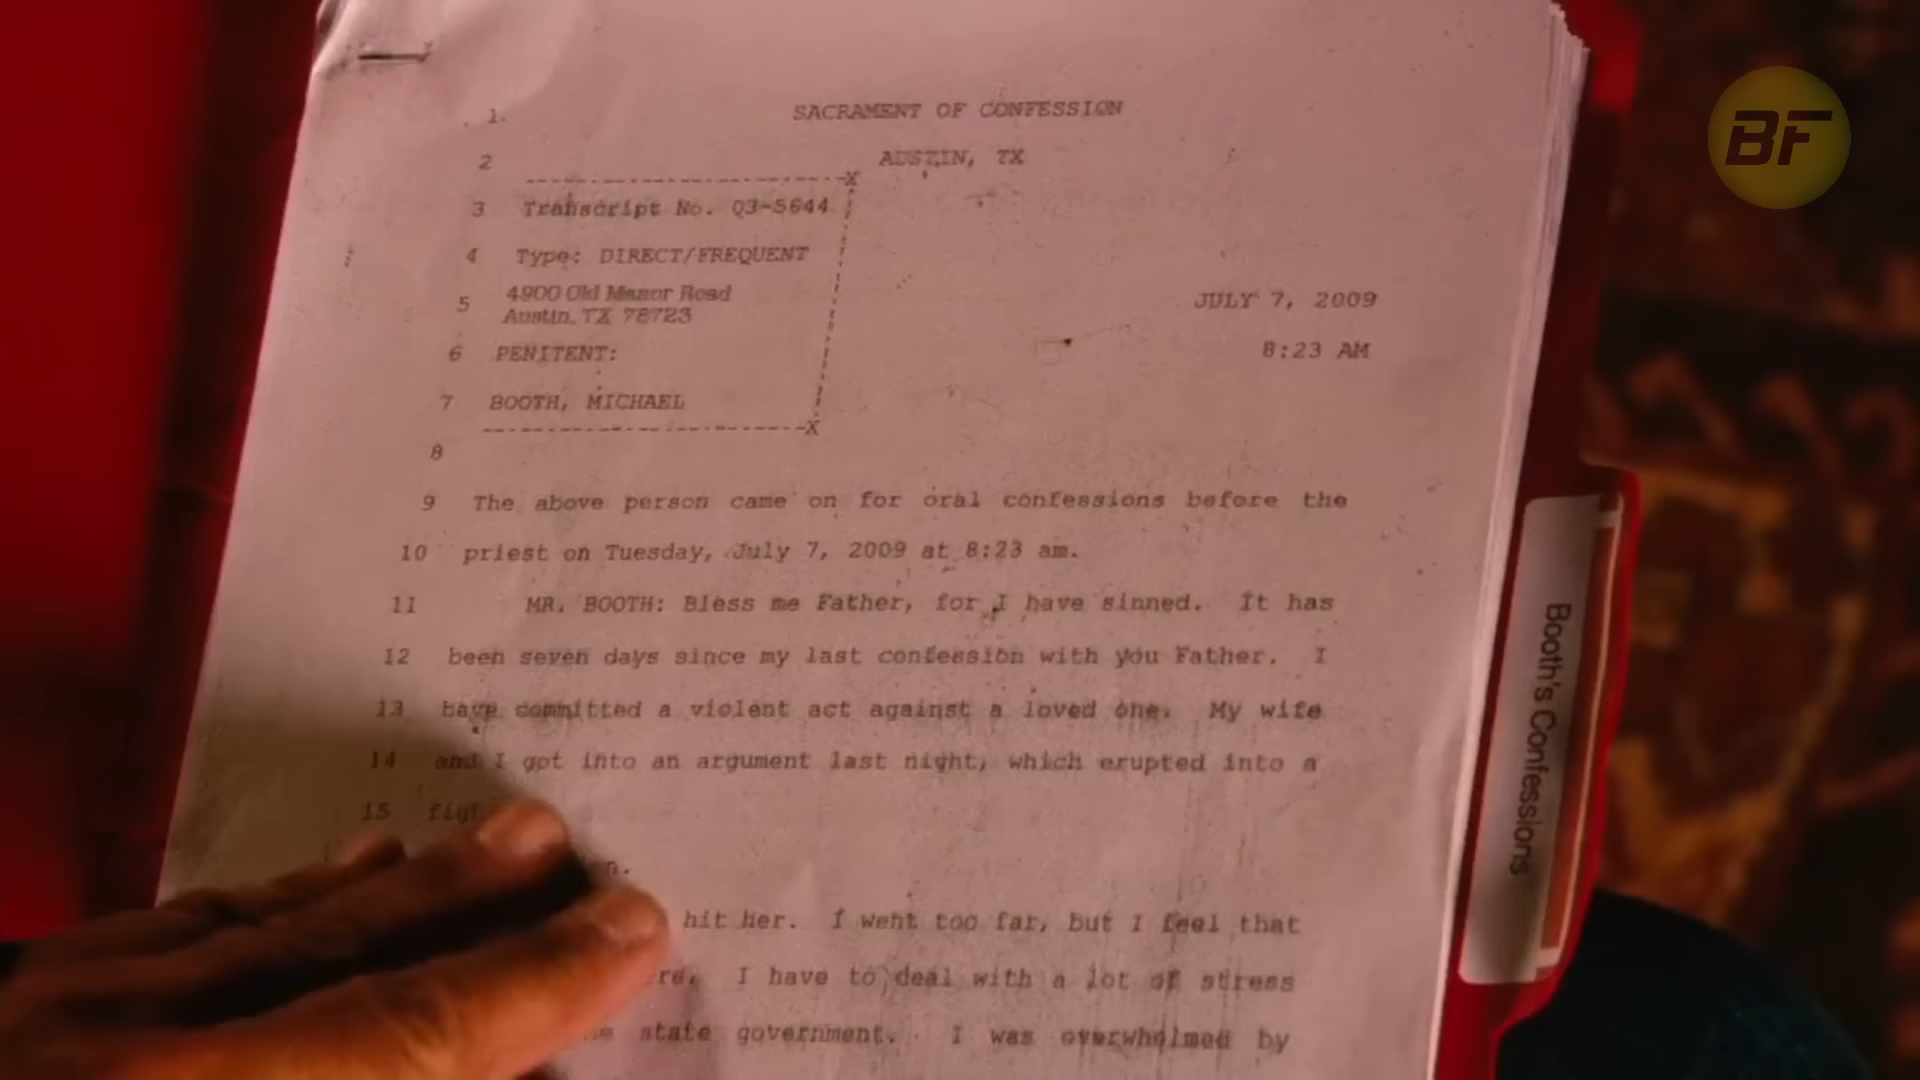 BF
1 SACRAMENT OF CONFESSION
2 AUSTIN, TX
3 Transcript No. Q3-5644
4 Type: DIRECT/FREQUENT
5 4900 Old Manor Road
Austin, TX 78723
JULY 7, 2009
6 PENITENT:
8:23 AM
7 BOOTH, MICHAEL
8
9 The above person came on for oral confessions before the
10 priest on Tuesday, July 7, 2009 at 8:23 am.
11 MR. BOOTH: Bless me Father, for I have sinned. It has
12 been seven days since my last confession with you Father. I
13 have committed a violent act against a loved one. My wife
14 and I got into an argument last night, which erupted into a
15
hit her. I went too far, but I feel that
I have to deal with a lot of stress
state government. I was overwhelmed by
Booth's Confessions